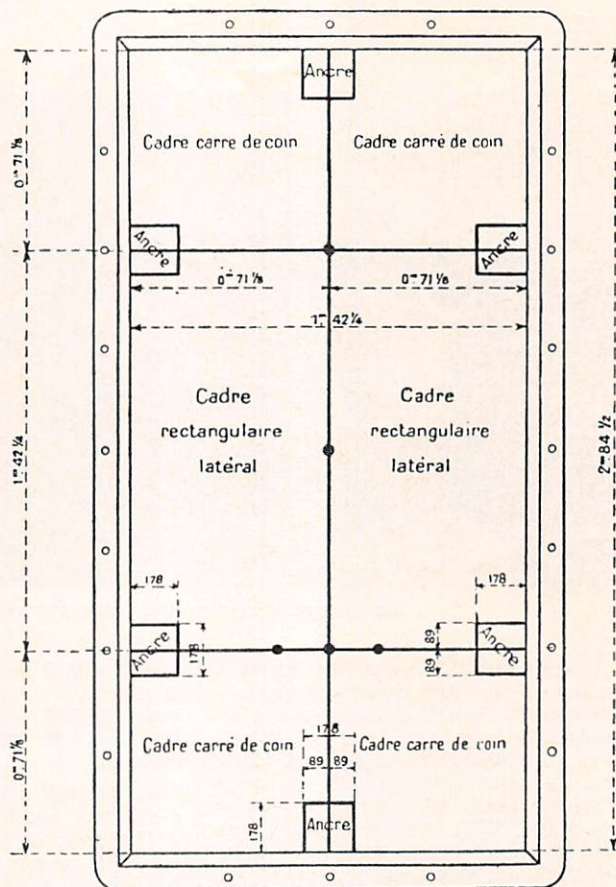 Ancre
Cadre carre de coin
Cadre carré de coin
0m 71 1/8
Ancre
Ancre
0m 71 1/8
0m 71 1/8
1m 42 1/4
Cadre
rectangulaire
latéral
Cadre
rectangulaire
latéral
1m 42 1/4
2m 84 1/2
178
178
Ancre
178
89
89
Ancre
0m 71 1/8
Cadre carré de coin
178
Cadre carre de coin
89
89
178
Ancre